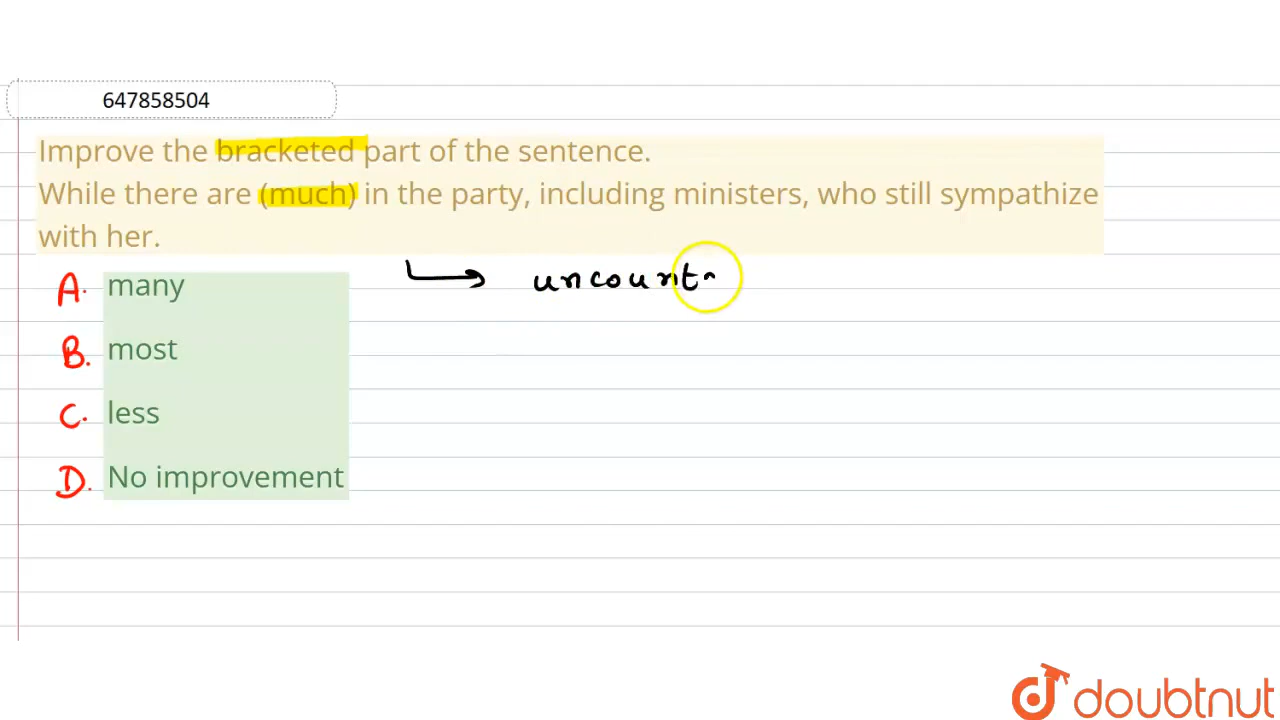 647858504
Improve the bracketed part of the sentence.
While there are (much) in the party, including ministers, who still sympathize
with her.
uncount
A. many
B. most
C. less
D. No improvement
doubtnut